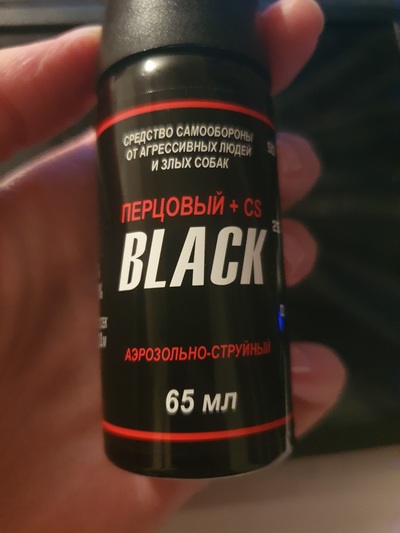 СРЕДСТВО САМООБОРОНЫ
ОТ АГРЕССИВНЫХ ЛЮДЕЙ
И ЗЛЫХ СОБАК
ПЕРЦОВЫЙ + CS
BLACK
АЭРОЗОЛЬНО-СТРУЙНЫЙ
65 мл